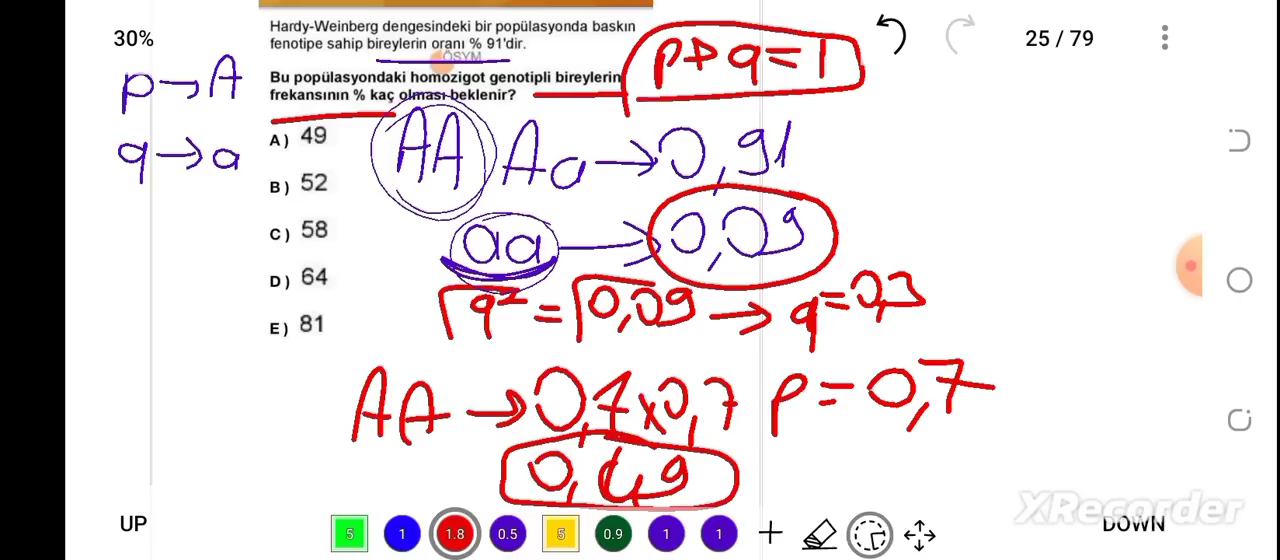 30%
25 / 79
Hardy-Weinberg dengesindeki bir popülasyonda baskın
fenotipe sahip bireylerin oranı % 91'dir.
ÖSYM
Bu popülasyondaki homozigot genotipli bireylerin
frekansının % kaç olması beklenir?
p+q=1
p→A
q→a
A) 49
B) 52
C) 58
D) 64
E) 81
AA Aa → 0,91
aa → 0,09
√q² = √0,09 → q=0,3
AA → 0,7x0,7 p=0,7
0,49
UP
5 1 1.8 0.5 5 0.9 1 1
DOWN
XRecorder